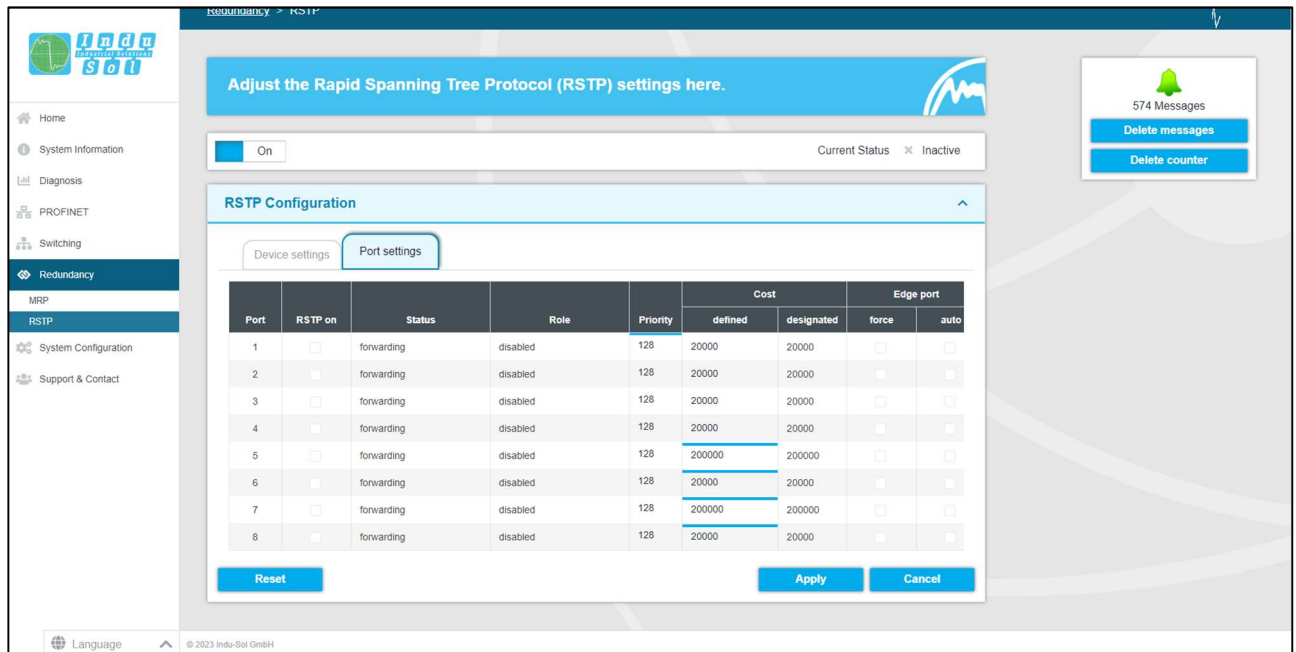 Redundancy > RSTP
Indu
Industrial Solutions
Sol
Home
System Information
Diagnosis
PROFINET
Switching
Redundancy
MRP
RSTP
System Configuration
Support & Contact
Language
Adjust the Rapid Spanning Tree Protocol (RSTP) settings here.
On
Current Status Inactive
574 Messages
Delete messages
Delete counter
RSTP Configuration
Device settings Port settings
Cost Edge port
Port RSTP on Status Role Priority defined designated force auto
1 forwarding disabled 128 20000 20000
2 forwarding disabled 128 20000 20000
3 forwarding disabled 128 20000 20000
4 forwarding disabled 128 20000 20000
5 forwarding disabled 128 200000 200000
6 forwarding disabled 128 20000 20000
7 forwarding disabled 128 200000 200000
8 forwarding disabled 128 20000 20000
Reset Apply Cancel
© 2023 Indu-Sol GmbH